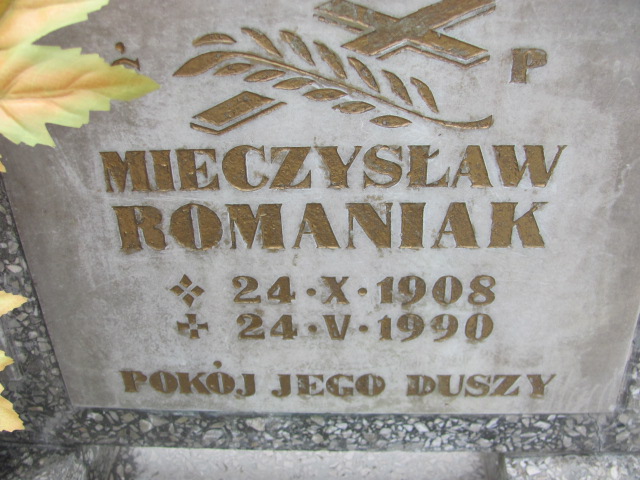 Ś P
MIECZYSŁAW
ROMANIAK
24·X·1908
24·V·1990
POKÓJ JEGO DUSZY